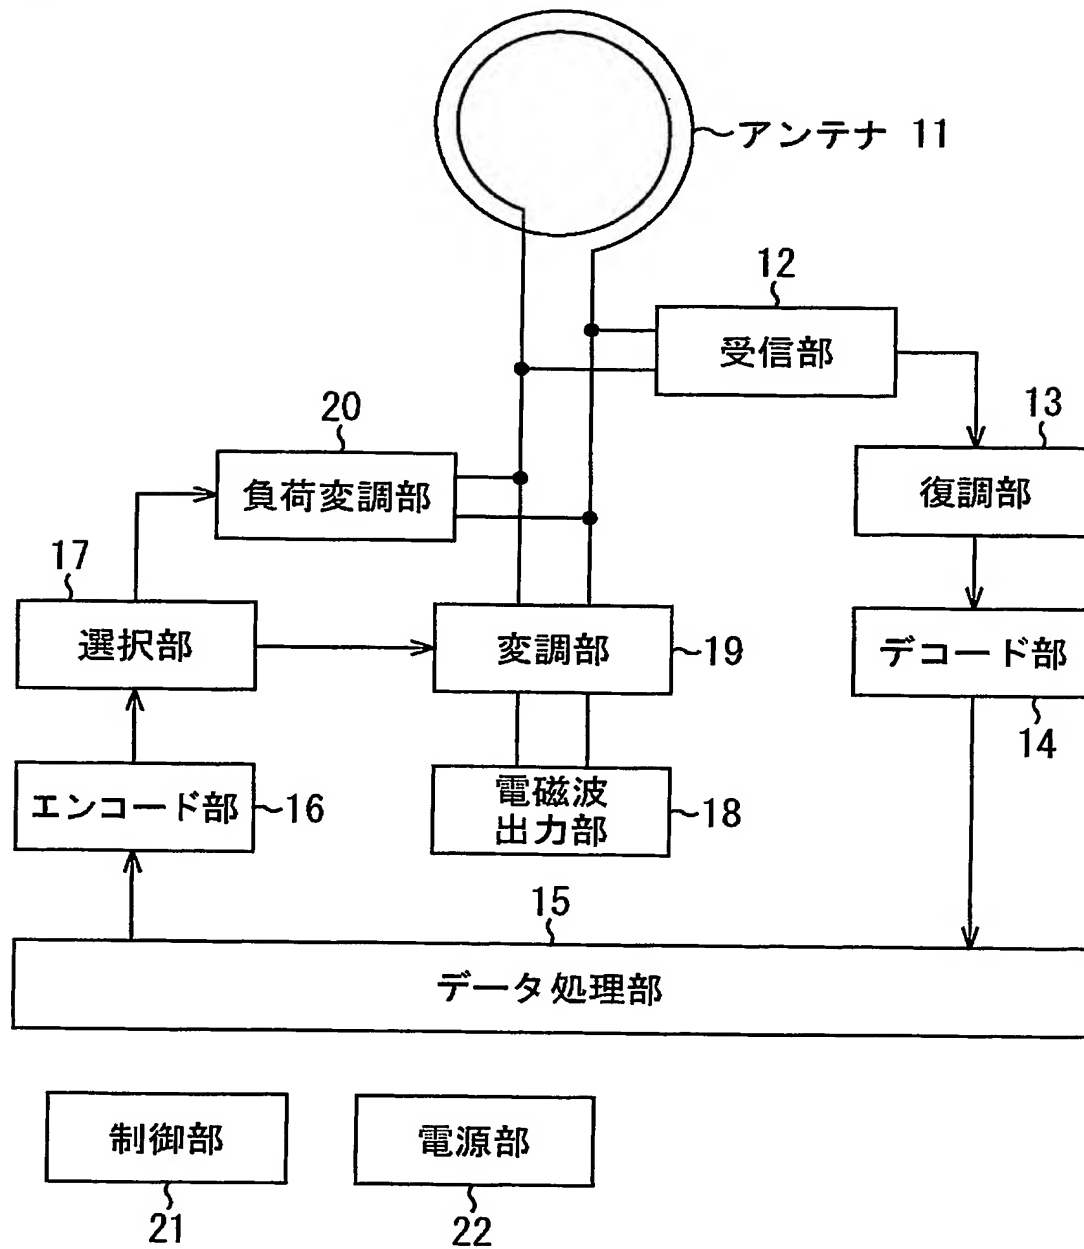 アンテナ 11
12
受信部
20
13
負荷変調部
復調部
17
選択部
変調部
19
デコード部
14
エンコード部
16
電磁波
出力部
18
15
データ処理部
制御部
電源部
21
22